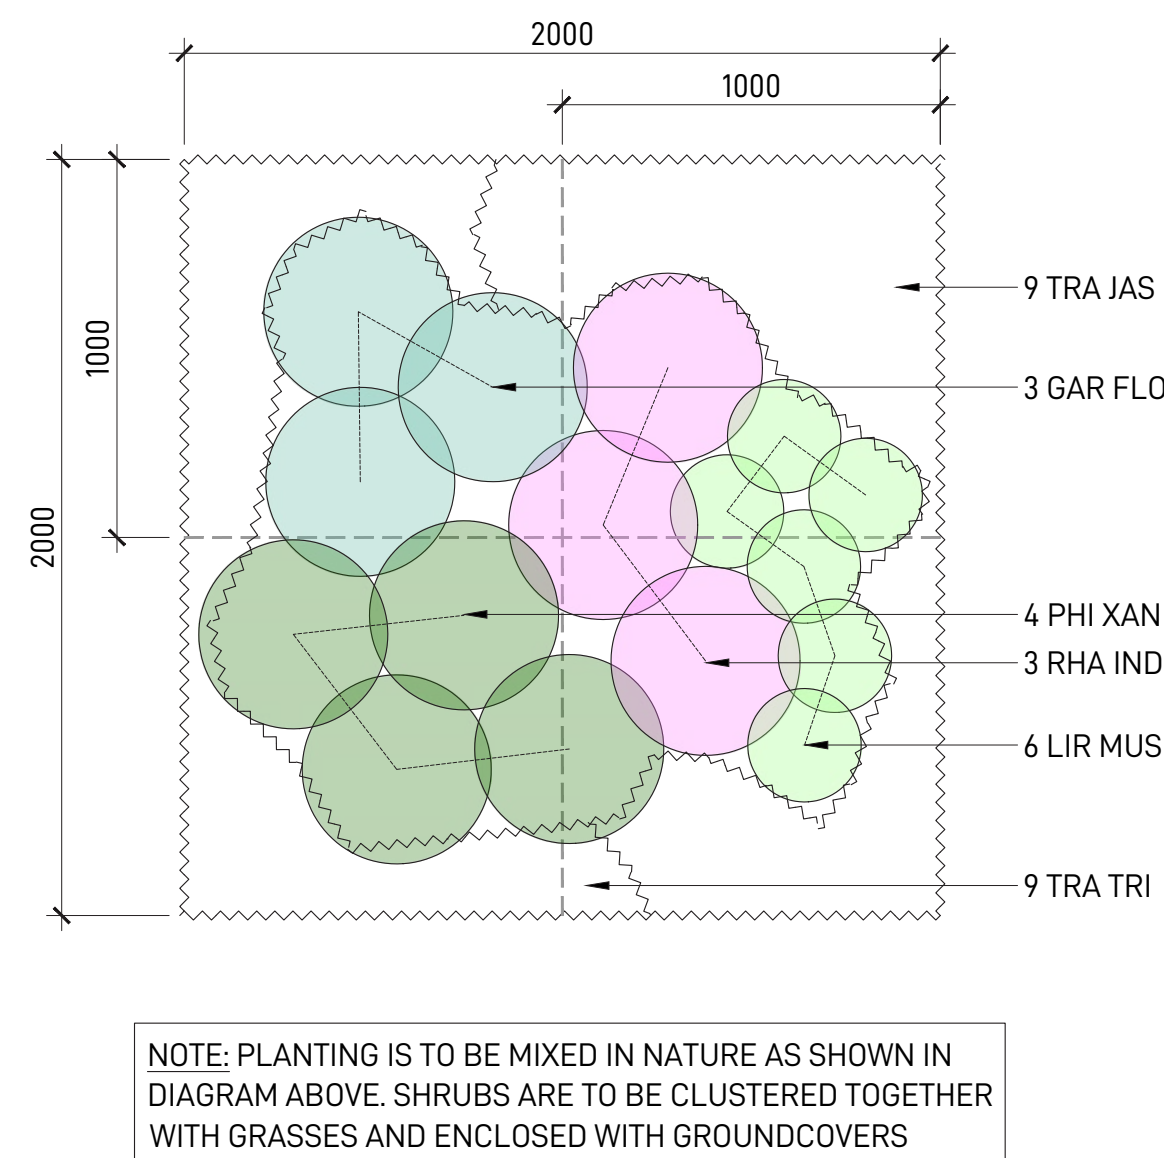 2000
1000
1000
2000
9 TRA JAS
3 GAR FLO
4 PHI XAN
3 RHA IND
6 LIR MUS
9 TRA TRI
NOTE: PLANTING IS TO BE MIXED IN NATURE AS SHOWN IN
DIAGRAM ABOVE. SHRUBS ARE TO BE CLUSTERED TOGETHER
WITH GRASSES AND ENCLOSED WITH GROUNDCOVERS